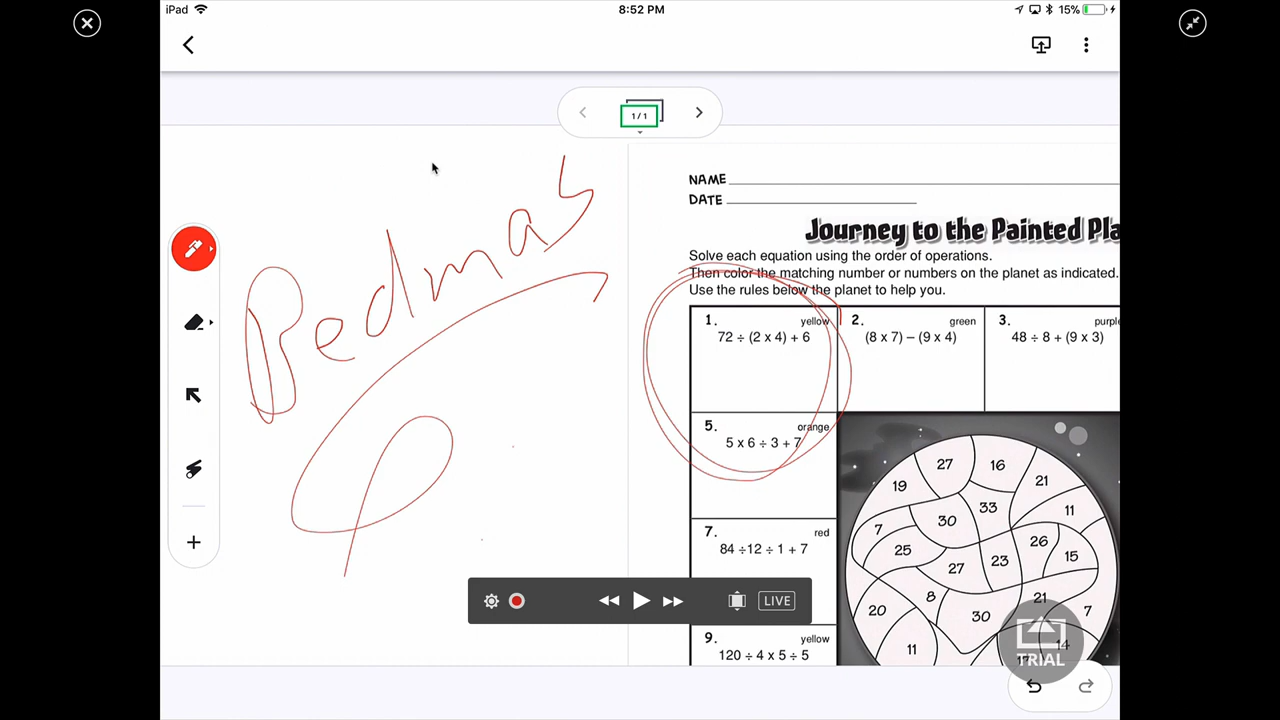 iPad 8:52 PM 15%
1 / 1
Bedmas
NAME
DATE
Journey to the Painted Pla
Solve each equation using the order of operations.
Then color the matching number or numbers on the planet as indicated.
Use the rules below the planet to help you.
1. yellow
72 ÷ (2 x 4) + 6
2. green
(8 x 7) – (9 x 4)
3. purple
48 ÷ 8 + (9 x 3)
5. orange
5 x 6 ÷ 3 + 7
7. red
84 ÷12 ÷ 1 + 7
9. yellow
120 ÷ 4 x 5 ÷ 5
27 16
19 21
33
30 11
7
26
25 15
23
27
8 21
20 30 7
11 14
LIVE
TRIAL